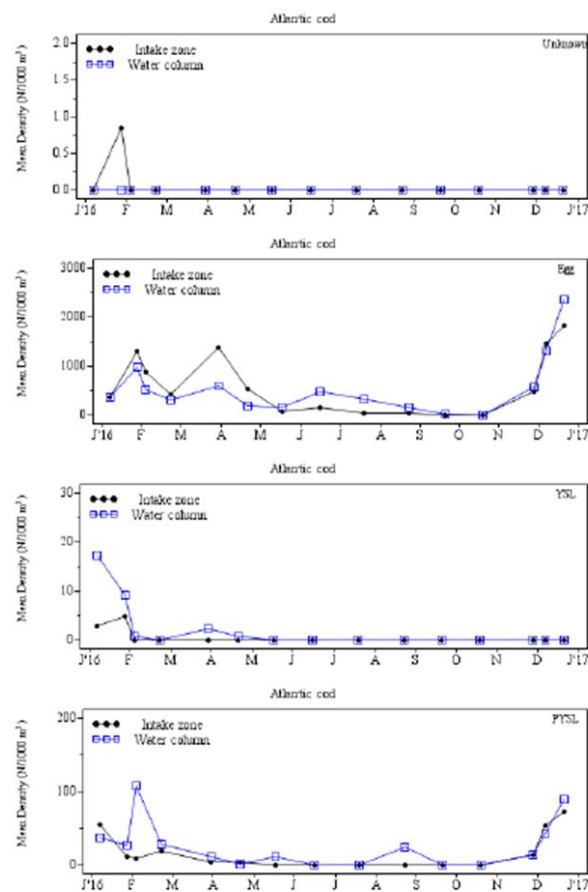 Atlantic cod
Unknown
Intake zone
Water column
Mean Density (N/1000 m³)
2.0
1.5
1.0
0.5
0.0
J'16 F M A M J J A S O N D J'17
Atlantic cod
Egg
Intake zone
Water column
Mean Density (N/1000 m³)
3000
2000
1000
0
J'16 F M A M J J A S O N D J'17
Atlantic cod
YSL
Intake zone
Water column
Mean Density (N/1000 m³)
30
20
10
0
J'16 F M A M J J A S O N D J'17
Atlantic cod
PYSL
Intake zone
Water column
Mean Density (N/1000 m³)
200
100
0
J'16 F M A M J J A S O N D J'17